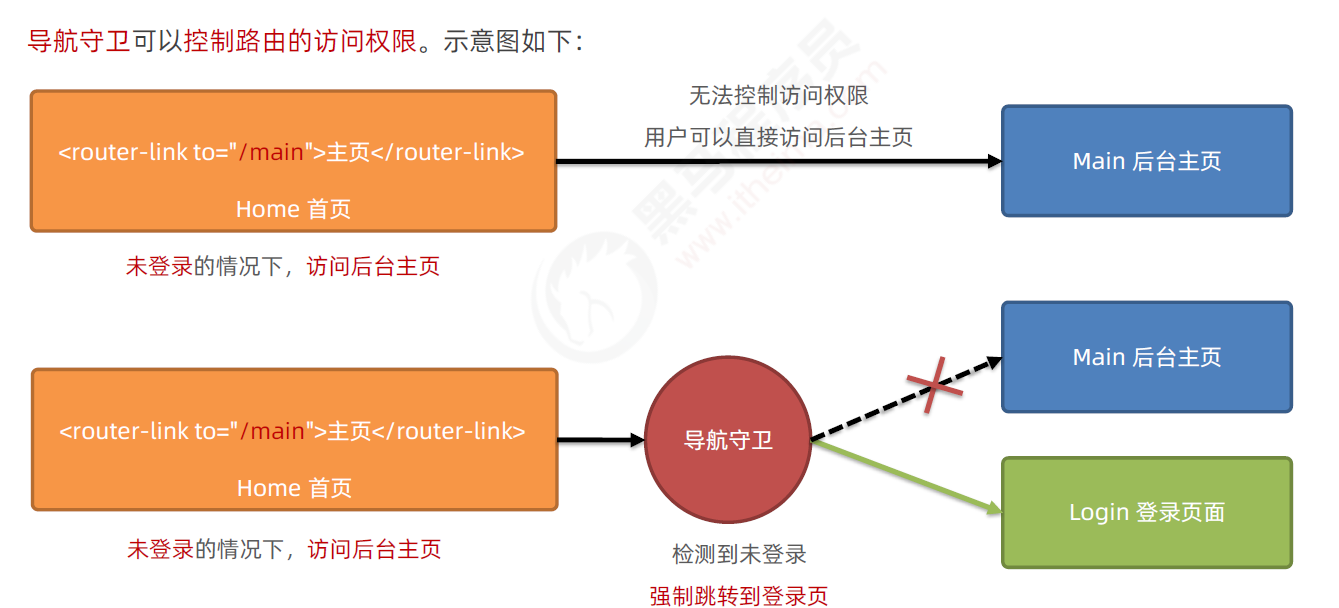 导航守卫可以控制路由的访问权限。示意图如下：
无法控制访问权限
用户可以直接访问后台主页
<router-link to="/main">主页</router-link>
Home 首页
Main 后台主页
未登录的情况下，访问后台主页
黑马程序员
www.itheima.com
Main 后台主页
<router-link to="/main">主页</router-link>
Home 首页
导航守卫
Login 登录页面
未登录的情况下，访问后台主页
检测到未登录
强制跳转到登录页